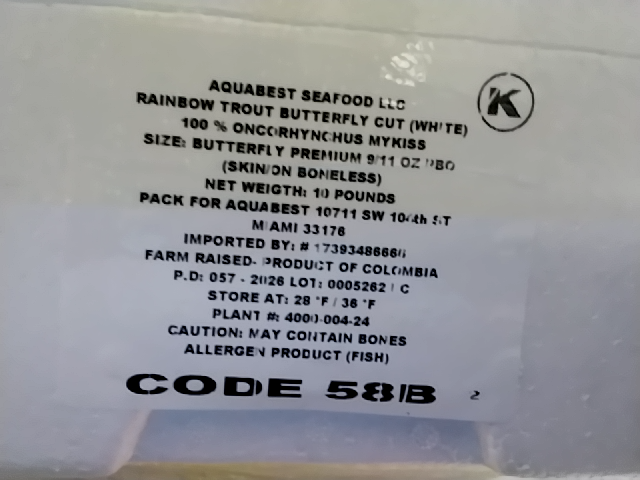 AQUABEST SEAFOOD LLC
K
RAINBOW TROUT BUTTERFLY CUT (WHITE)
100 % ONCORHYNCHUS MYKISS
SIZE: BUTTERFLY PREMIUM 9/11 OZ
(SKIN/ON BONELESS)
NET WEIGTH: 10 POUNDS
PACK FOR AQUABEST 10711 SW 104th ST
MIAMI 33176
IMPORTED BY: #
FARM RAISED- PRODUCT OF COLOMBIA
P.D: 057 - 2026 LOT: 0005262
STORE AT: 28 °F / 36 °F
PLANT #: 4000-004-24
CAUTION: MAY CONTAIN BONES
ALLERGEN PRODUCT (FISH)
CODE 58B 2